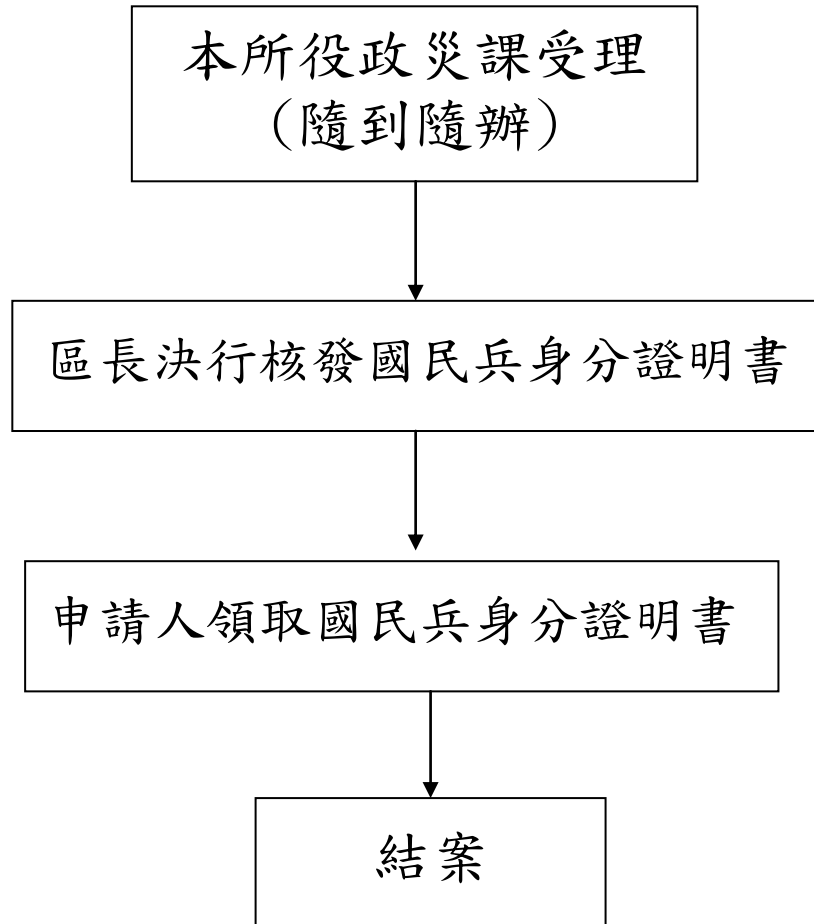 本所役政災課受理
（隨到隨辦）
區長決行核發國民兵身分證明書
申請人領取國民兵身分證明書
結案